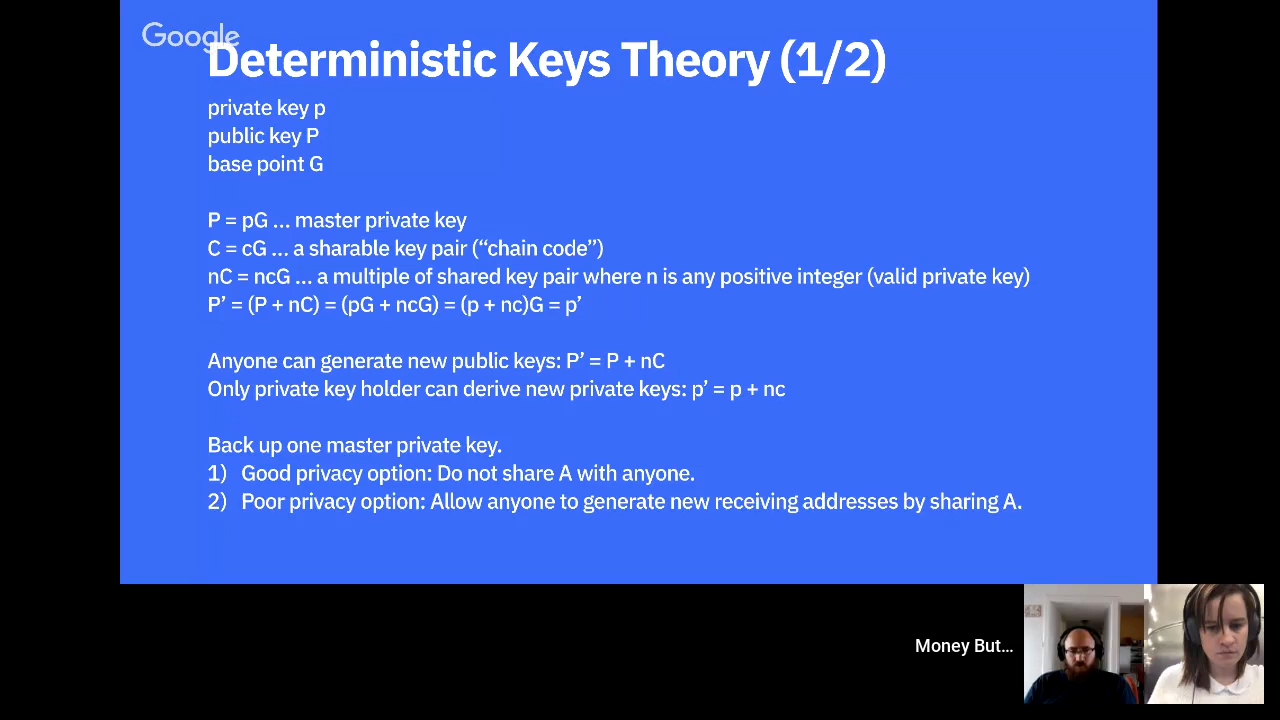 Google
Deterministic Keys Theory (1/2)
private key p
public key P
base point G
P = pG ... master private key
C = cG ... a sharable key pair (“chain code”)
nC = ncG ... a multiple of shared key pair where n is any positive integer (valid private key)
P’ = (P + nC) = (pG + ncG) = (p + nc)G = p’
Anyone can generate new public keys: P’ = P + nC
Only private key holder can derive new private keys: p’ = p + nc
Back up one master private key.
1) Good privacy option: Do not share A with anyone.
2) Poor privacy option: Allow anyone to generate new receiving addresses by sharing A.
Money But...